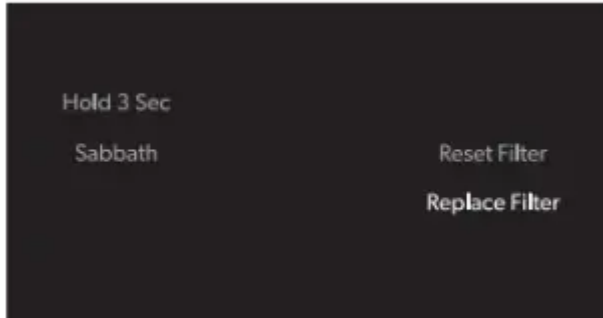 Hold 3 Sec
Sabbath
Reset Filter
Replace Filter